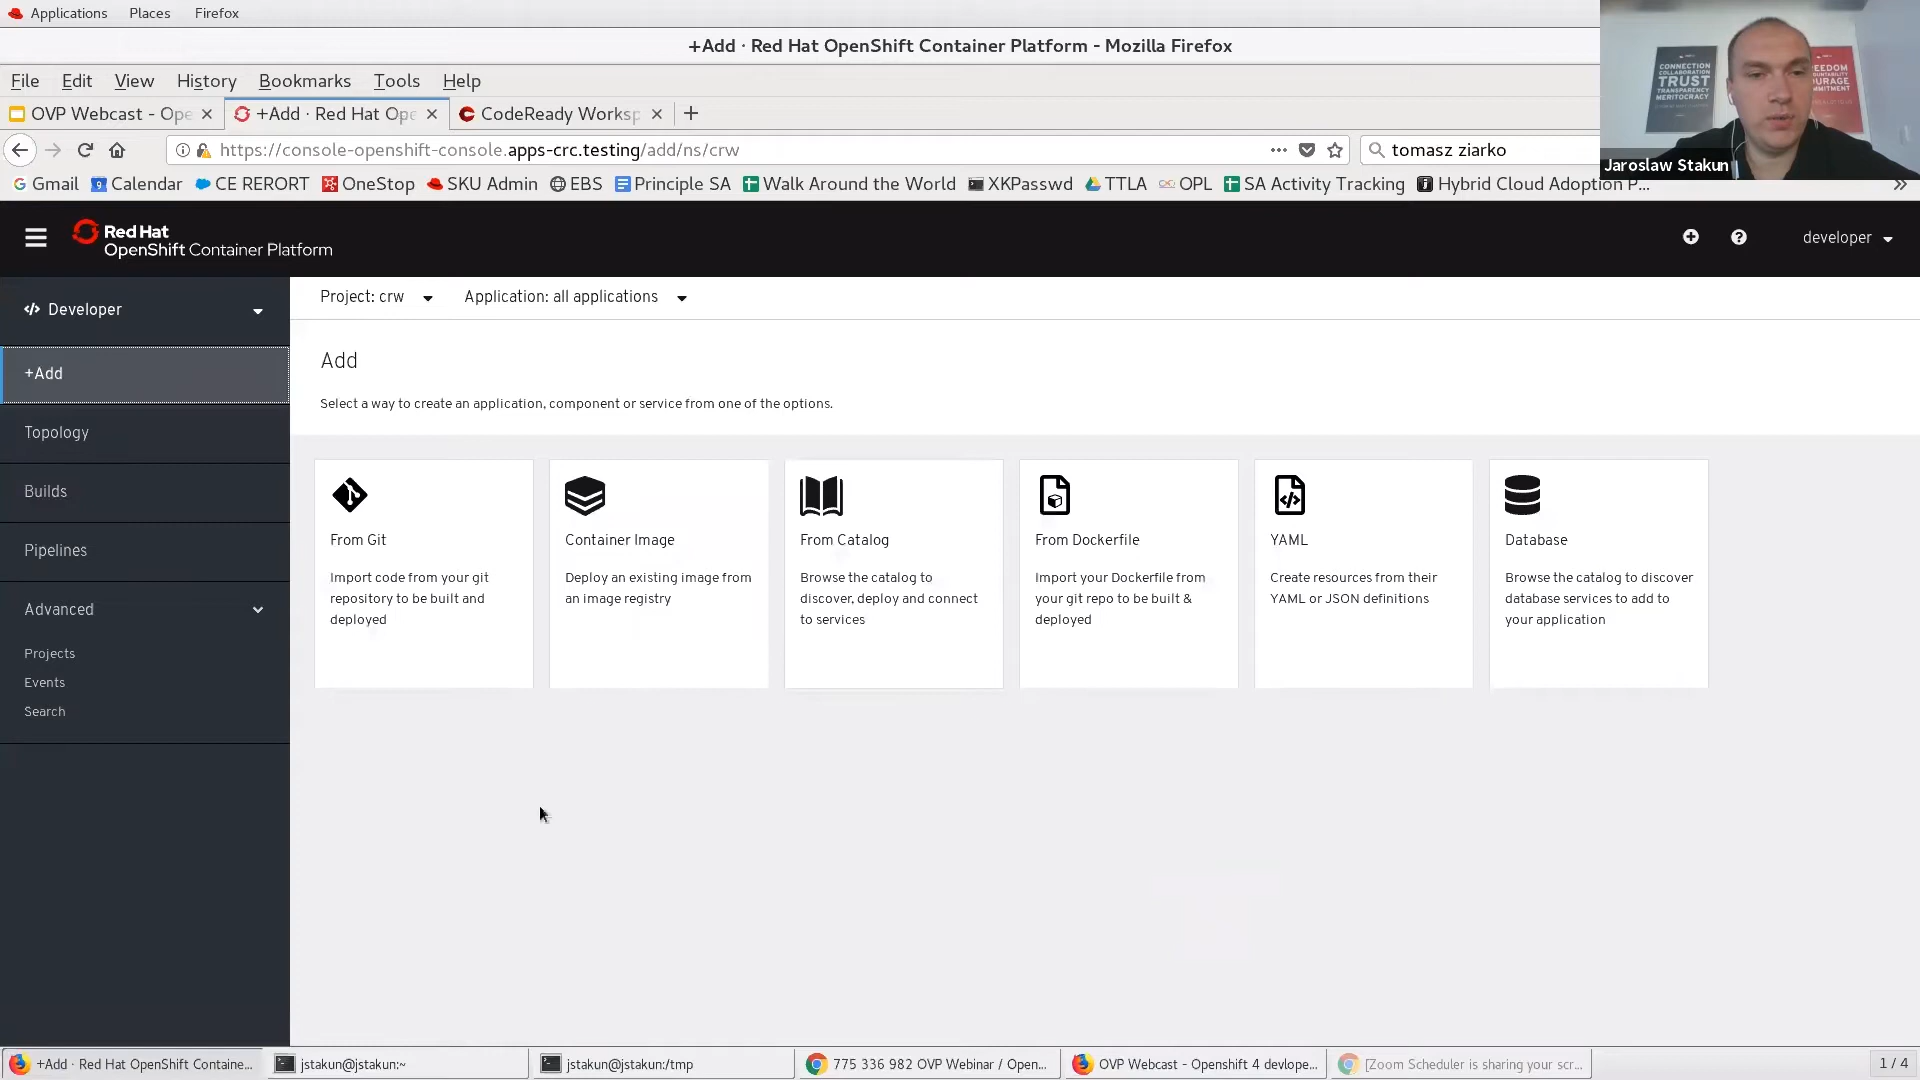 Applications Places Firefox
+Add · Red Hat OpenShift Container Platform - Mozilla Firefox
File Edit View History Bookmarks Tools Help
OVP Webcast - Ope
+Add · Red Hat Ope
CodeReady Worksp
https://console-openshift-console.apps-crc.testing/add/ns/crw
tomasz ziarko
Gmail Calendar CE RERORT OneStop SKU Admin EBS Principle SA Walk Around the World XKPasswd TTLA OPL SA Activity Tracking Hybrid Cloud Adoption P...
CONNECTION
COLLABORATION
TRUST
TRANSPARENCY
MERITOCRACY
Jaroslaw Stakun
Red Hat
OpenShift Container Platform
developer
Developer
+Add
Topology
Builds
Pipelines
Advanced
Projects
Events
Search
Project: crw
Application: all applications
Add
Select a way to create an application, component or service from one of the options.
From Git
Import code from your git
repository to be built and
deployed
Container Image
Deploy an existing image from
an image registry
From Catalog
Browse the catalog to
discover, deploy and connect
to services
From Dockerfile
Import your Dockerfile from
your git repo to be built &
deployed
YAML
Create resources from their
YAML or JSON definitions
Database
Browse the catalog to discover
database services to add to
your application
+Add · Red Hat OpenShift Containe...
jstakun@jstakun:~
jstakun@jstakun:/tmp
775 336 982 OVP Webinar / Open...
OVP Webcast - Openshift 4 devlope...
[Zoom Scheduler is sharing your scr...
1 / 4